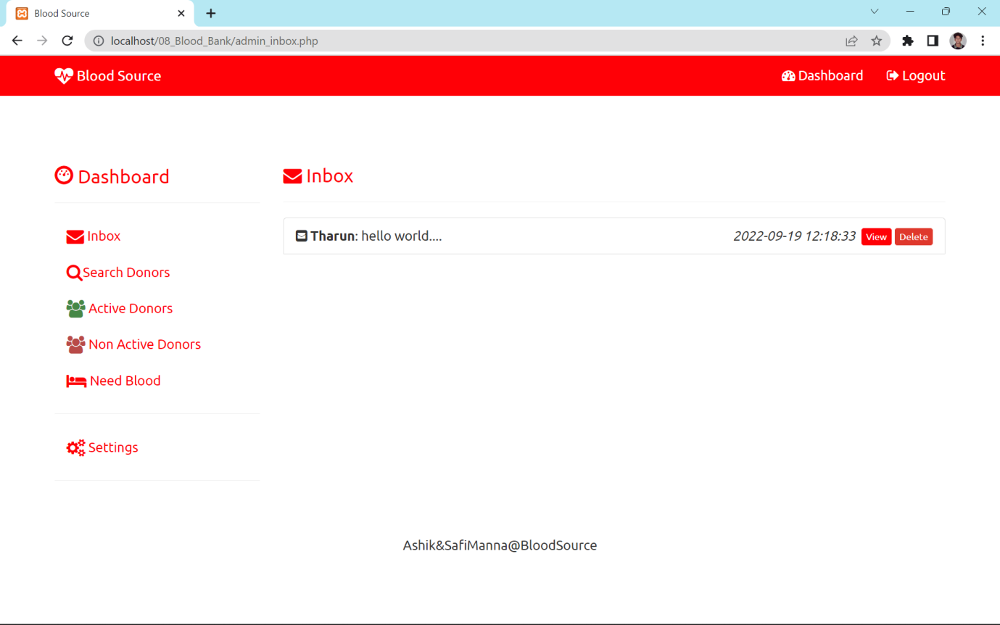 Blood Source
localhost/08_Blood_Bank/admin_inbox.php
Blood Source
Dashboard
Logout
Dashboard
Inbox
Inbox
Search Donors
Active Donors
Non Active Donors
Need Blood
Settings
Tharun: hello world.... 2022-09-19 12:18:33 View Delete
Ashik&SafiManna@BloodSource